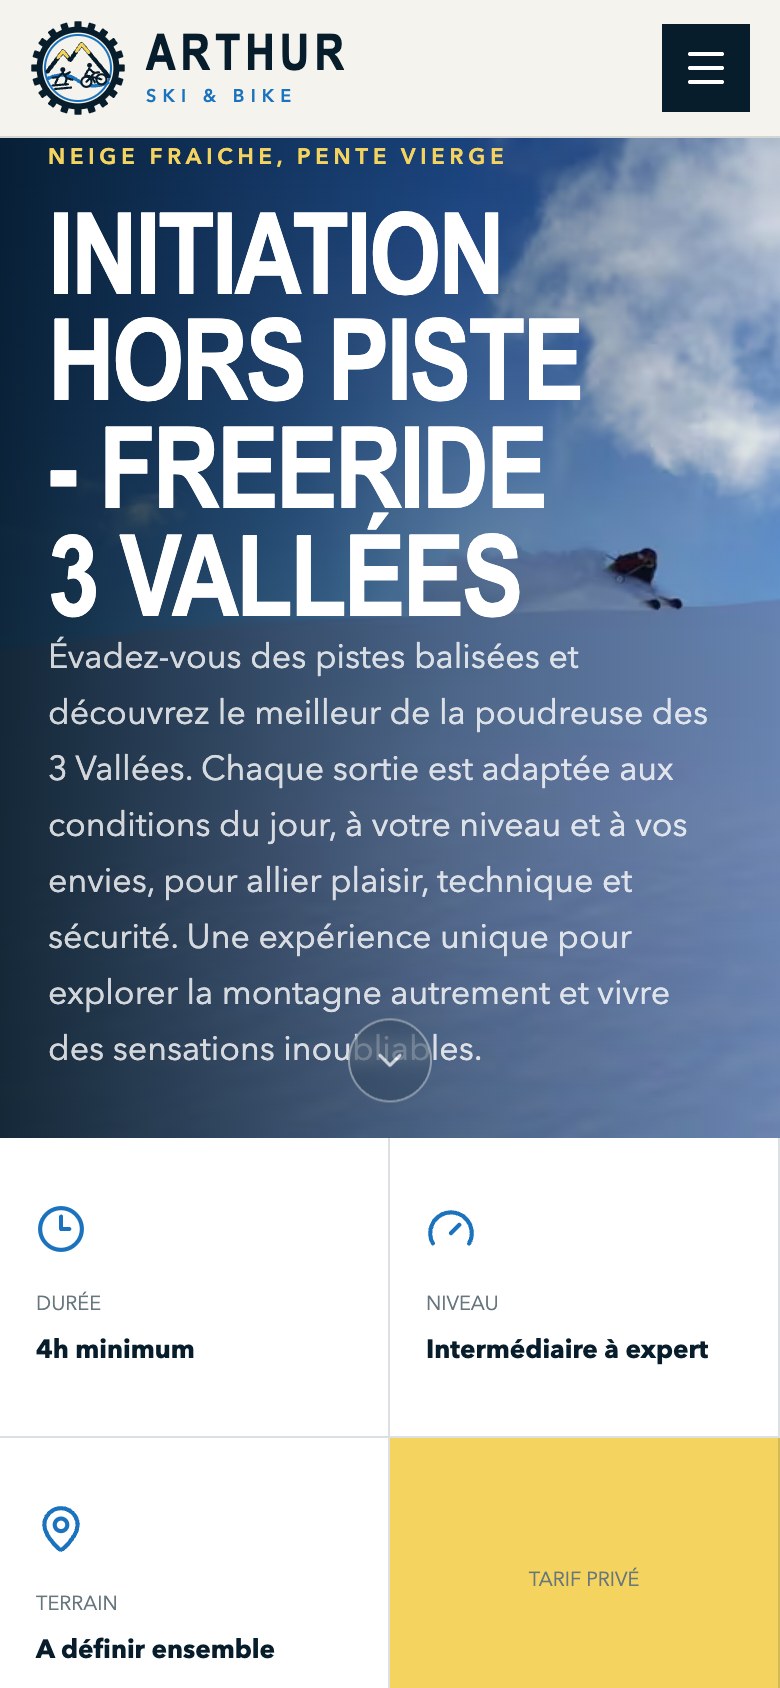 ARTHUR
SKI & BIKE
NEIGE FRAICHE, PENTE VIERGE
INITIATION
HORS PISTE
- FREERIDE
3 VALLÉES
Évadez-vous des pistes balisées et
découvrez le meilleur de la poudreuse des
3 Vallées. Chaque sortie est adaptée aux
conditions du jour, à votre niveau et à vos
envies, pour allier plaisir, technique et
sécurité. Une expérience unique pour
explorer la montagne autrement et vivre
des sensations inoubliables.
DURÉE
4h minimum
NIVEAU
Intermédiaire à expert
TERRAIN
A définir ensemble
TARIF PRIVÉ